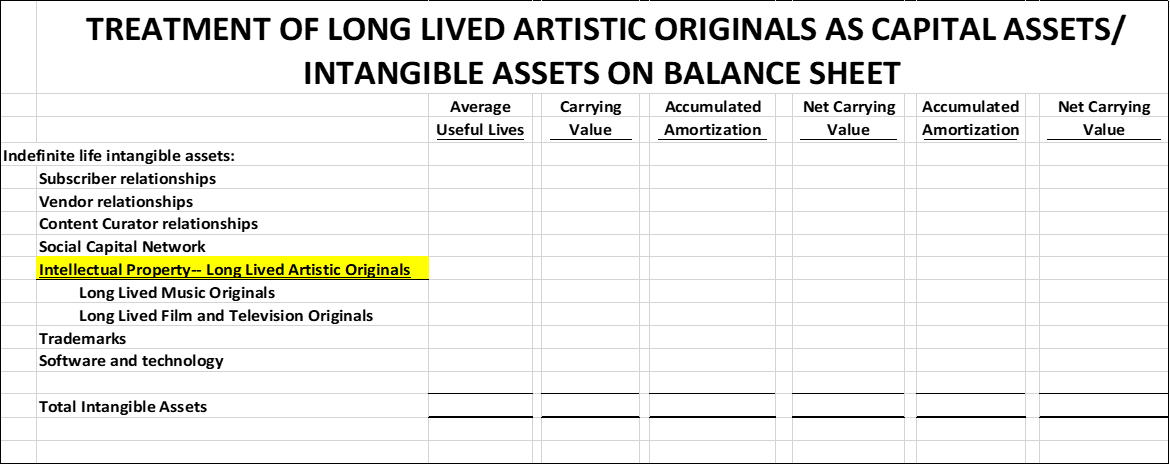 TREATMENT OF LONG LIVED ARTISTIC ORIGINALS AS CAPITAL ASSETS/
INTANGIBLE ASSETS ON BALANCE SHEET
Average Carrying Accumulated Net Carrying Accumulated Net Carrying
Useful Lives Value Amortization Value Amortization Value
Indefinite life intangible assets:
Subscriber relationships
Vendor relationships
Content Curator relationships
Social Capital Network
Intellectual Property-- Long Lived Artistic Originals
Long Lived Music Originals
Long Lived Film and Television Originals
Trademarks
Software and technology
Total Intangible Assets